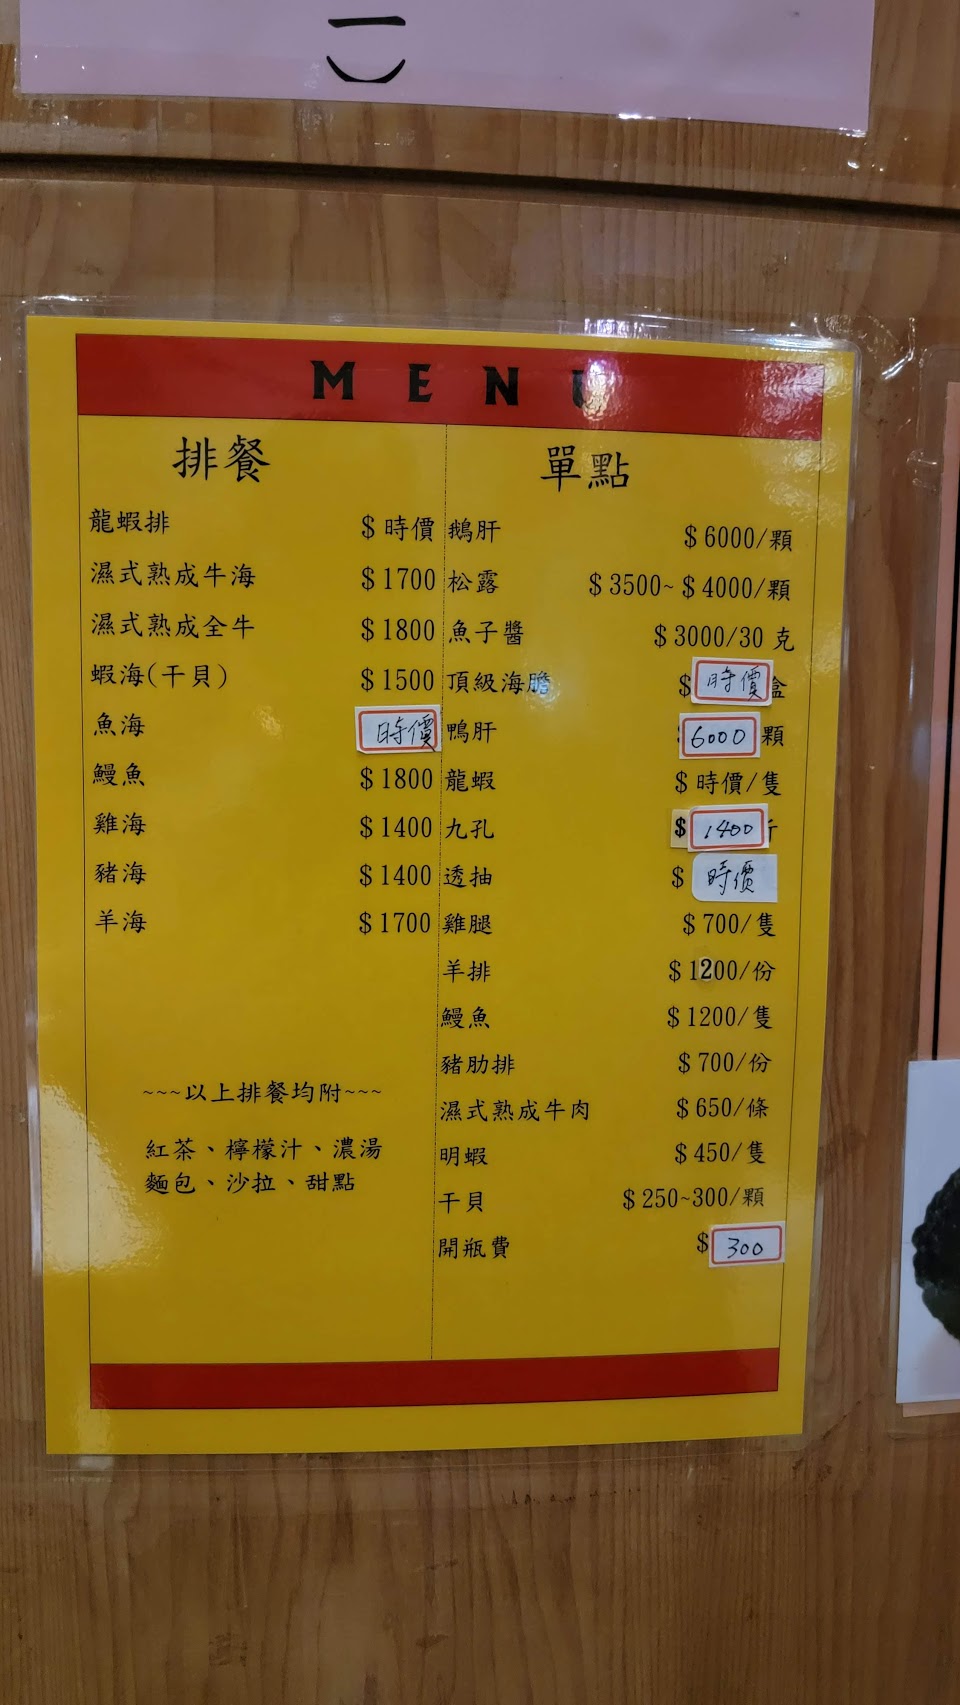 MENU
排餐
龍蝦排 $時價
濕式熟成牛海 $1700
濕式熟成全牛 $1800
蝦海(干貝) $1500
魚海 時價
鰻魚 $1800
雞海 $1400
豬海 $1400
羊海 $1700
~~~以上排餐均附~~~
紅茶、檸檬汁、濃湯
麵包、沙拉、甜點
單點
鵝肝 $6000/顆
松露 $3500~$4000/顆
魚子醬 $3000/30克
頂級海膽 $時價盒
鴨肝 6000顆
龍蝦 $時價/隻
九孔 $1400斤
透抽 $時價
雞腿 $700/隻
羊排 $1200/份
鰻魚 $1200/隻
豬肋排 $700/份
濕式熟成牛肉 $650/條
明蝦 $450/隻
干貝 $250~300/顆
開瓶費 $300